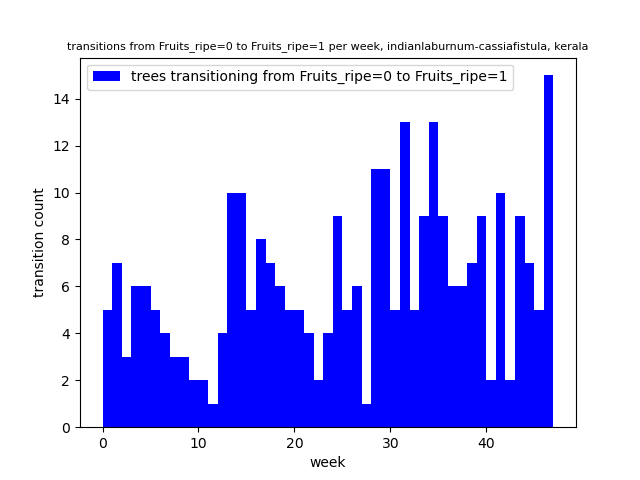 transitions from Fruits_ripe=0 to Fruits_ripe=1 per week, indianlaburnum-cassiafistula, kerala
trees transitioning from Fruits_ripe=0 to Fruits_ripe=1
14
12
10
8
6
4
2
0
transition count
0 10 20 30 40
week